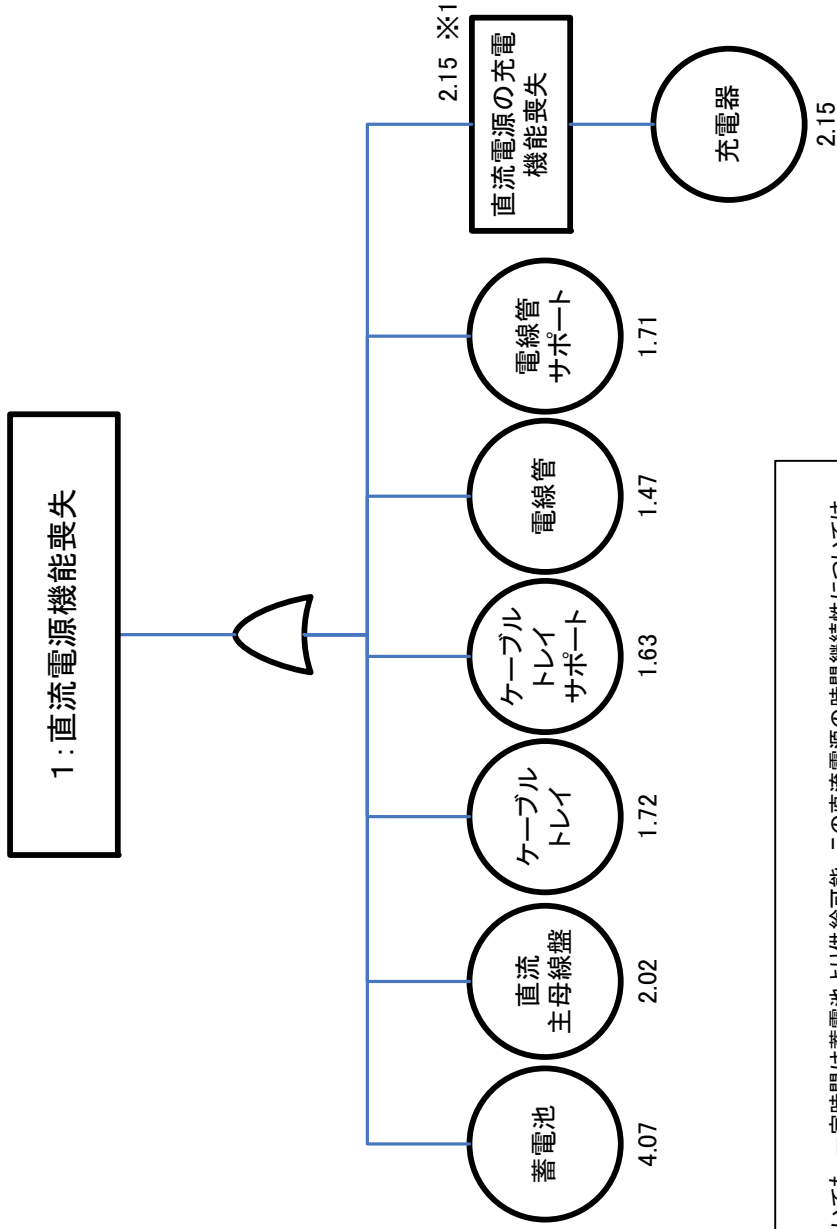 1:直流電源機能喪失
蓄電池
4.07
直流
主母線盤
2.02
ケーブル
トレイ
1.72
ケーブル
トレイ
サポート
1.63
電線管
1.47
電線管
サポート
1.71
2.15 ※1
直流電源の充電
機能喪失
充電器
2.15
いても、一定時間は蓄電池より供給可能。この直流電源の時間継続性については、